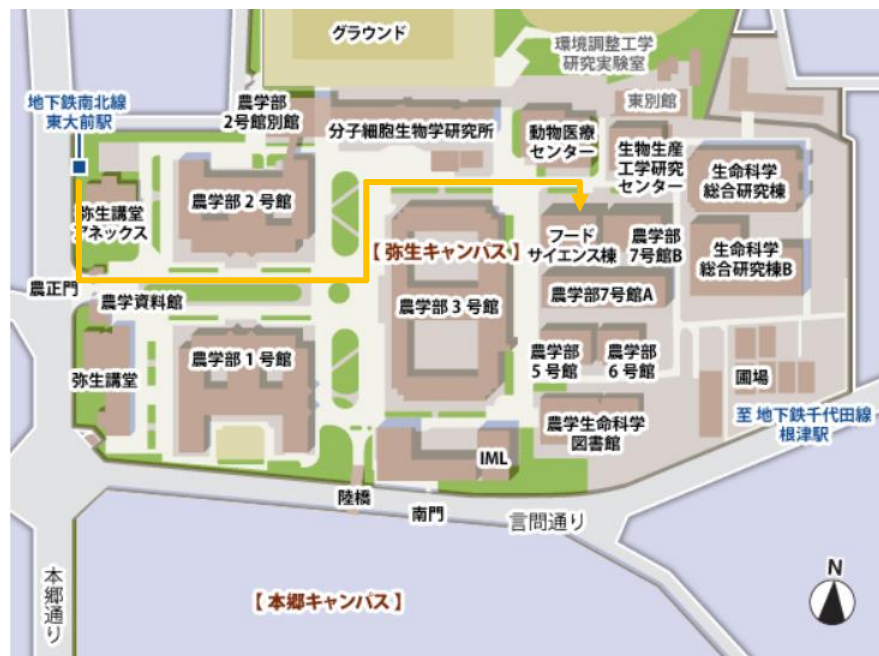 グラウンド
環境調整工学
研究実験室
地下鉄南北線
東大前駅
農学部
2号館別館
分子細胞生物学研究所
動物医療
センター
東別館
生物生産
工学研究
センター
生命科学
総合研究棟
弥生講堂
アネックス
農学部2号館
【弥生キャンパス】
フード
サイエンス棟
農学部
7号館B
生命科学
総合研究棟B
農正門
農学資料館
農学部3号館
農学部7号館A
弥生講堂
農学部1号館
農学部
5号館
農学部
6号館
圃場
至 地下鉄千代田線
根津駅
農学生命科学
図書館
IML
陸橋
南門
言問通り
本郷通り
【本郷キャンパス】
N